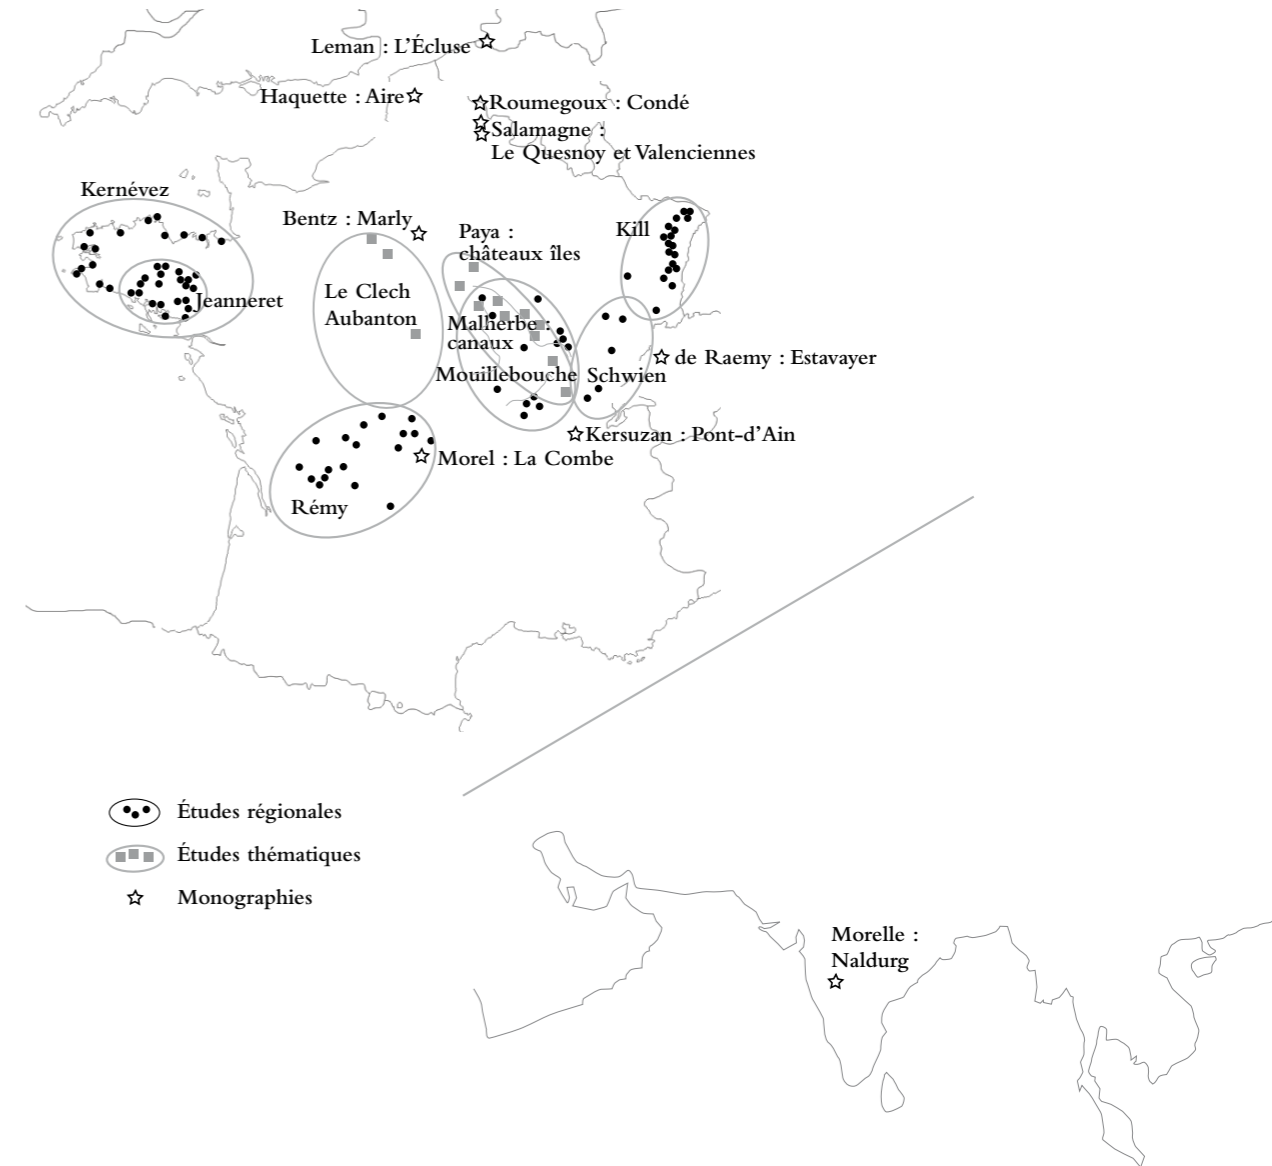 Leman : L’Écluse
Haquette : Aire
Roumegoux : Condé
Salamagne :
Le Quesnoy et Valenciennes
Kernévez
Jeanneret
Bentz : Marly
Le Clech
Aubanton
Paya :
châteaux îles
Malherbe :
canaux
Mouillebouche
Kill
Schwien
de Raemy : Estavayer
Kersuzan : Pont-d’Ain
Morel : La Combe
Rémy
Études régionales
Études thématiques
Monographies
Morelle :
Naldurg